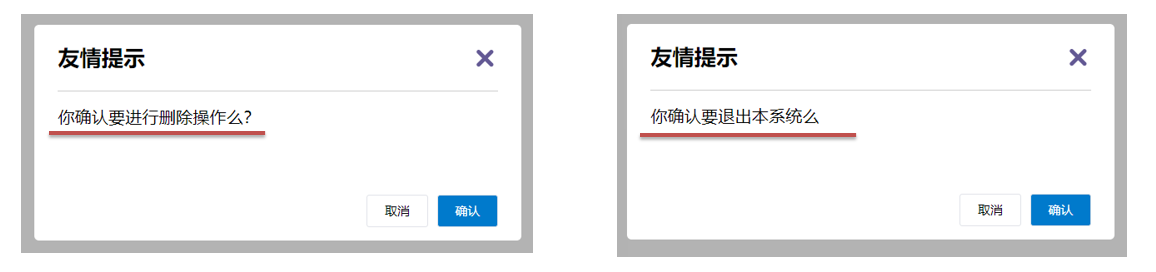 友情提示
你确认要进行删除操作么？
取消
确认
友情提示
你确认要退出本系统么
取消
确认